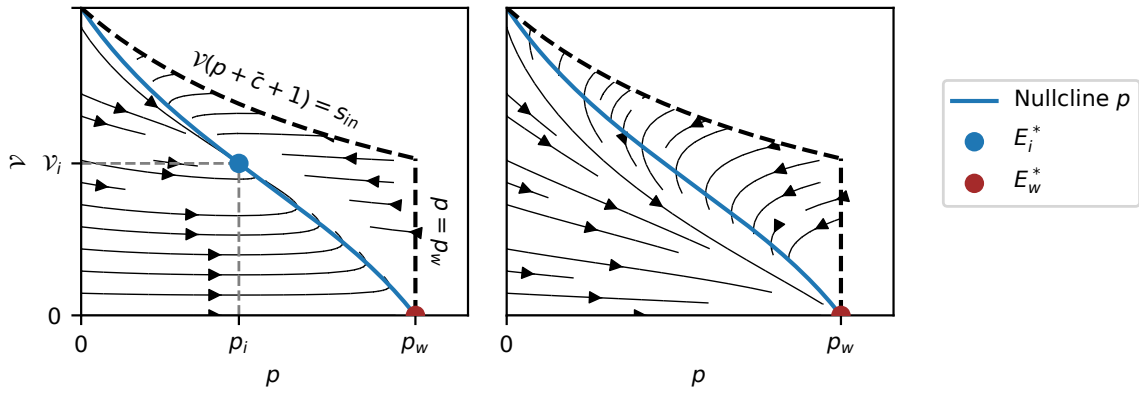 𝒱(p + c̄ + 1) = s_in
p = p_w
𝒱
𝒱_i
0
0
p_i
p_w
p
0
p_w
p
Nullcline p
E_i^*
E_w^*